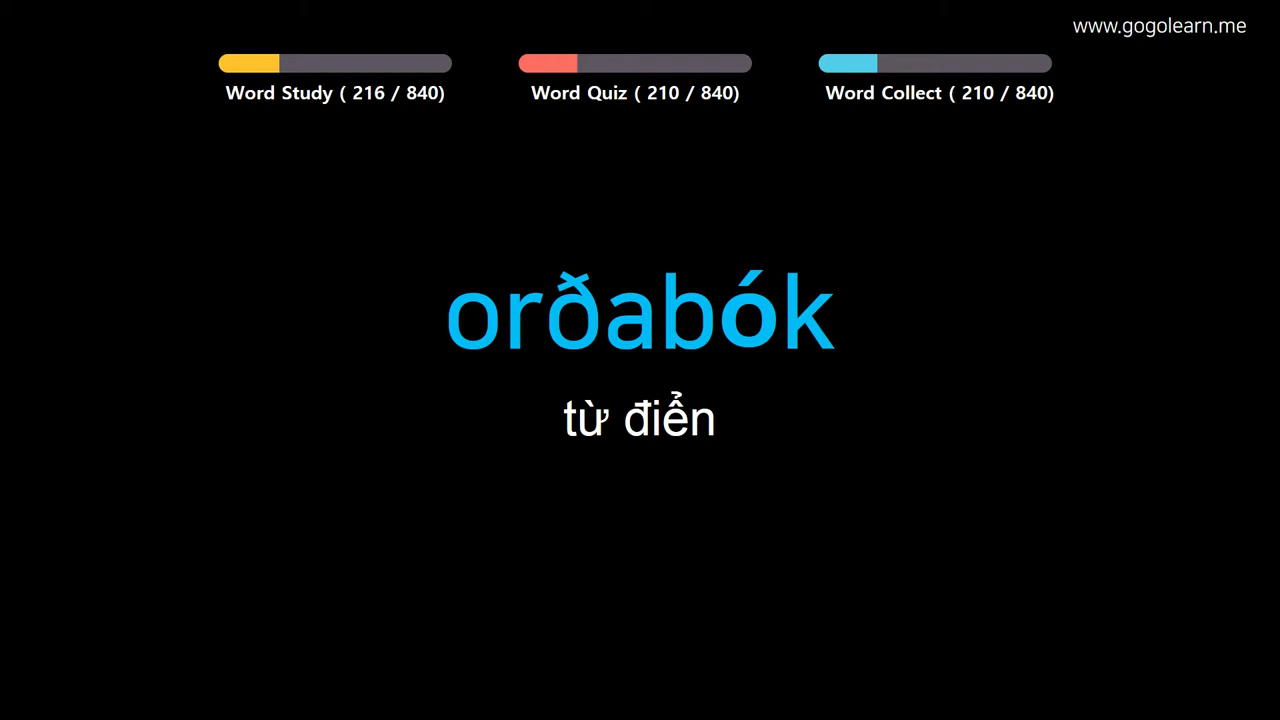 www.gogolearn.me
Word Study ( 216 / 840)
Word Quiz ( 210 / 840)
Word Collect ( 210 / 840)
orðabók
từ điển